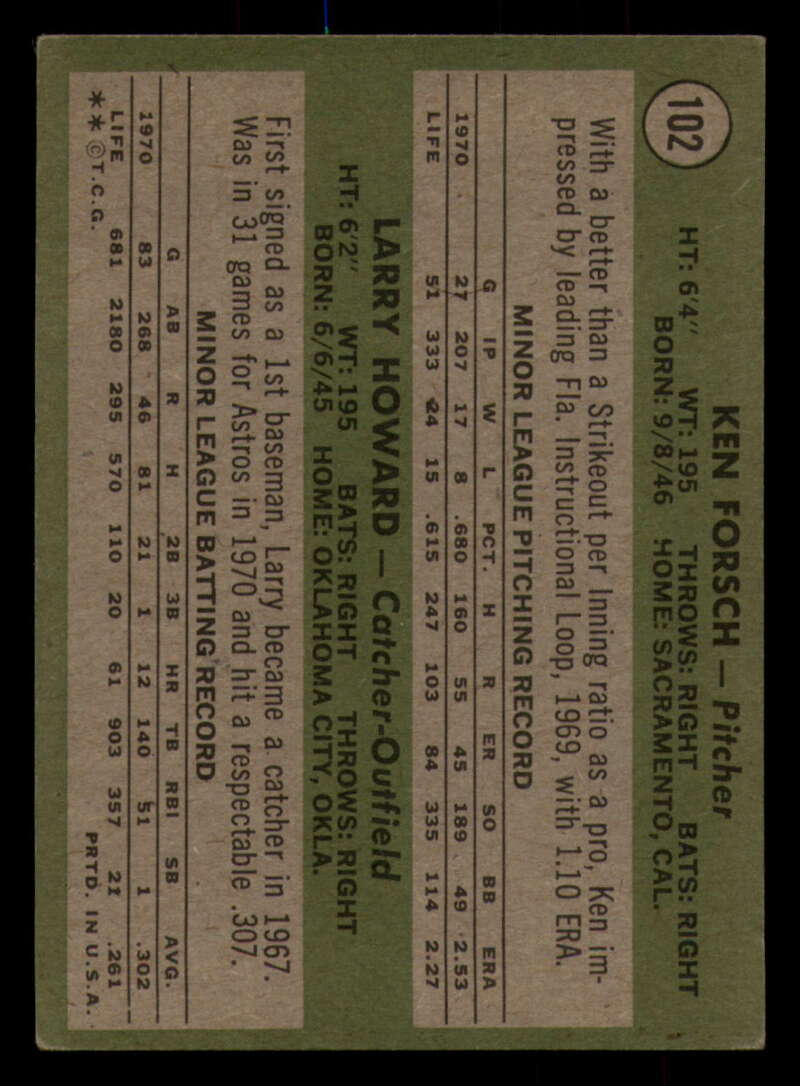 102
KEN FORSCH — Pitcher
HT: 6'4" WT: 195 THROWS: RIGHT BATS: RIGHT
BORN: 9/8/46 HOME: SACRAMENTO, CAL.
With a better than a Strikeout per Inning ratio as a pro, Ken im-
pressed by leading Fla. Instructional Loop, 1969, with 1.10 ERA.
MINOR LEAGUE PITCHING RECORD
G IP W L PCT. H R ER SO BB ERA
1970 27 207 17 8 .680 160 55 45 189 49 2.53
LIFE 51 333 24 15 .615 247 103 84 335 114 2.27
LARRY HOWARD — Catcher-Outfield
HT: 6'2" WT: 195 BATS: RIGHT THROWS: RIGHT
BORN: 6/6/45 HOME: OKLAHOMA CITY, OKLA.
First signed as a 1st baseman, Larry became a catcher in 1967.
Was in 31 games for Astros in 1970 and hit a respectable .307.
MINOR LEAGUE BATTING RECORD
G AB R H 2B 3B HR TB RBI SB AVG.
1970 83 268 46 81 21 1 12 140 51 1 .302
LIFE 681 2180 295 570 110 20 61 903 357 21 .261
** ©T.C.G. PRTD. IN U.S.A.